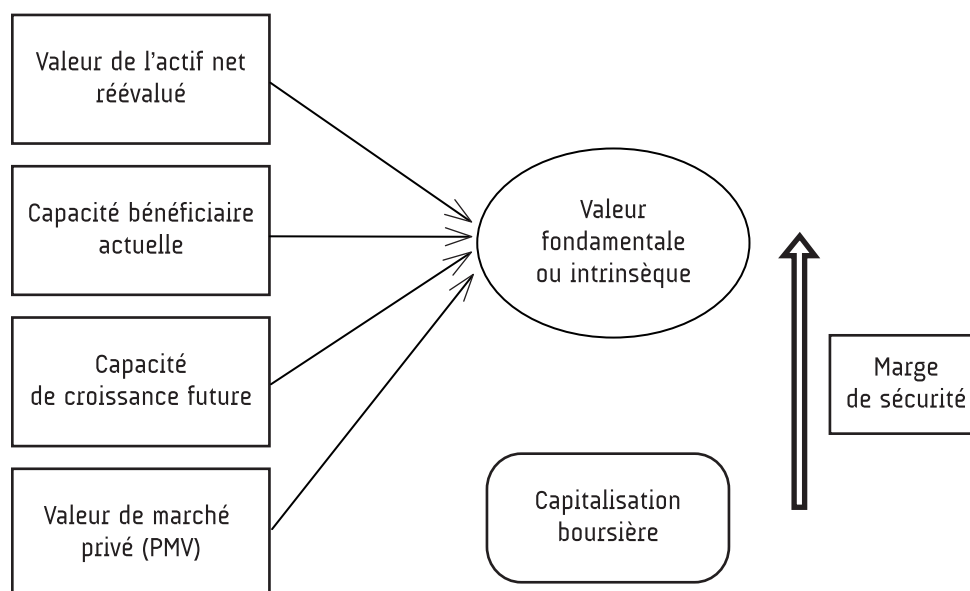 Valeur de l’actif net
réévalué
Capacité bénéficiaire
actuelle
Capacité
de croissance future
Valeur de marché
privé (PMV)
Valeur
fondamentale
ou intrinsèque
Capitalisation
boursière
Marge
de sécurité